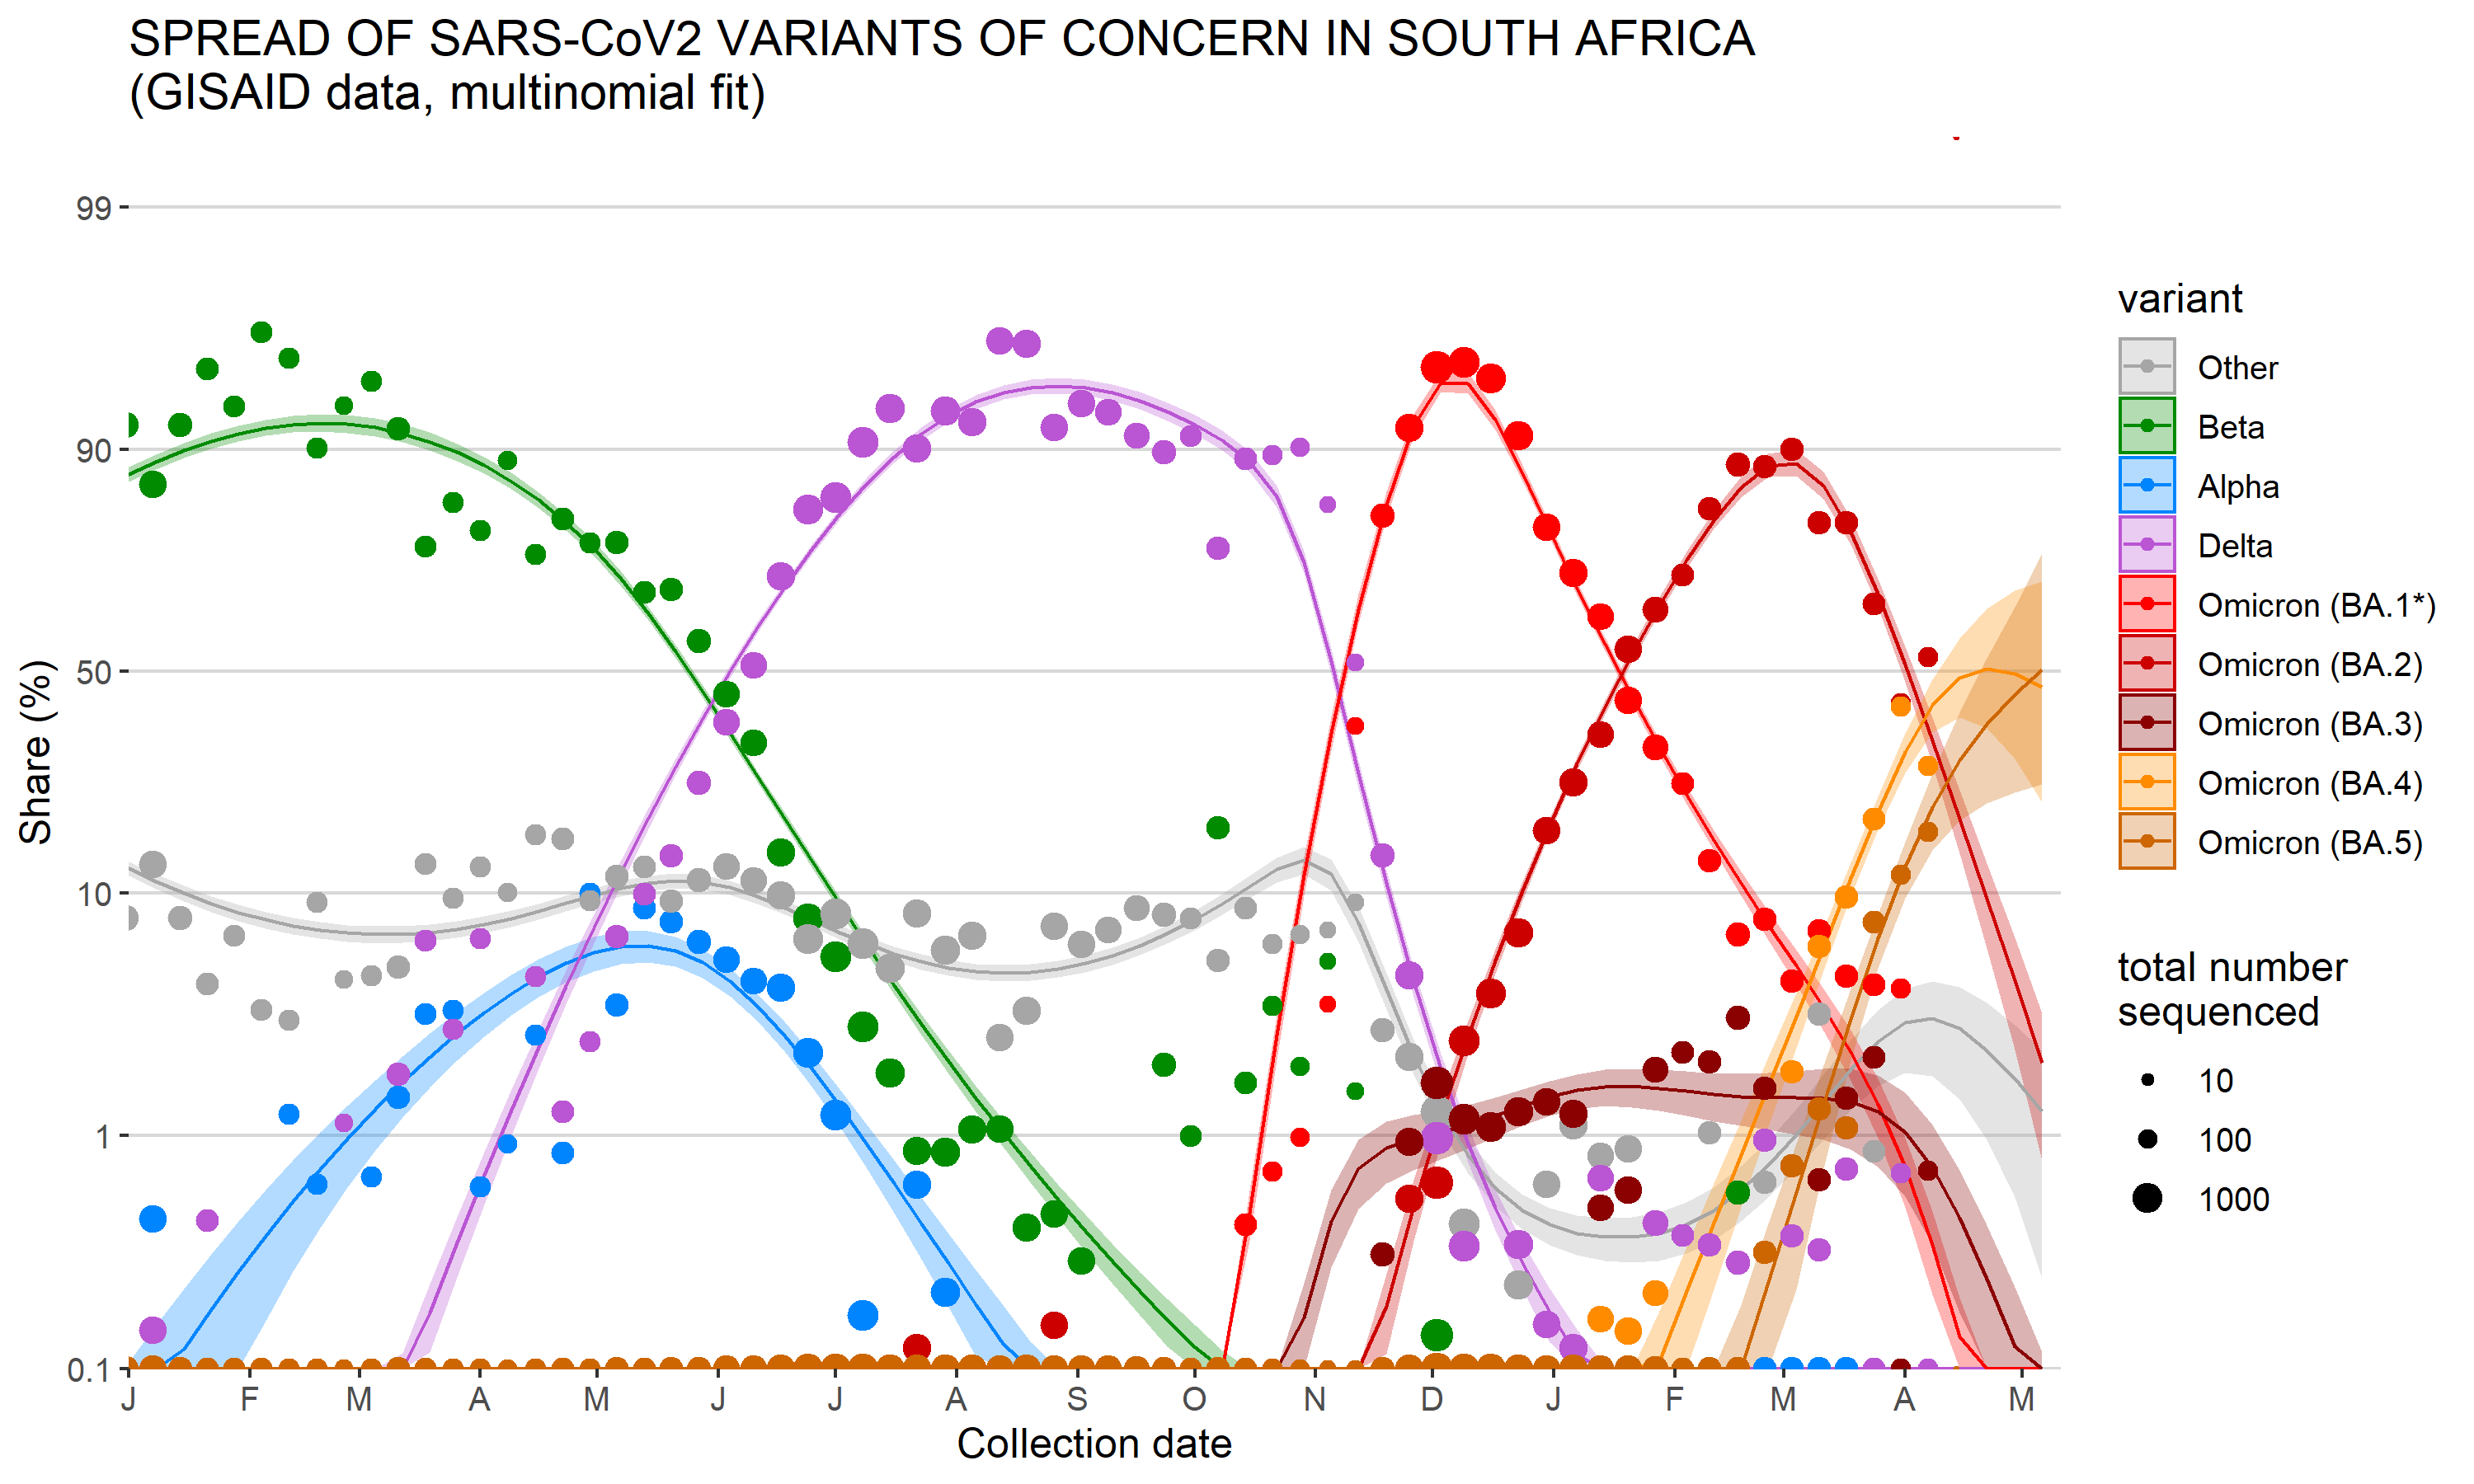 SPREAD OF SARS-CoV2 VARIANTS OF CONCERN IN SOUTH AFRICA
(GISAID data, multinomial fit)
99
90
50
10
1
0.1
Share (%)
J F M A M J J A S O N D J F M A M
Collection date
variant
Other
Beta
Alpha
Delta
Omicron (BA.1*)
Omicron (BA.2)
Omicron (BA.3)
Omicron (BA.4)
Omicron (BA.5)
total number
sequenced
10
100
1000